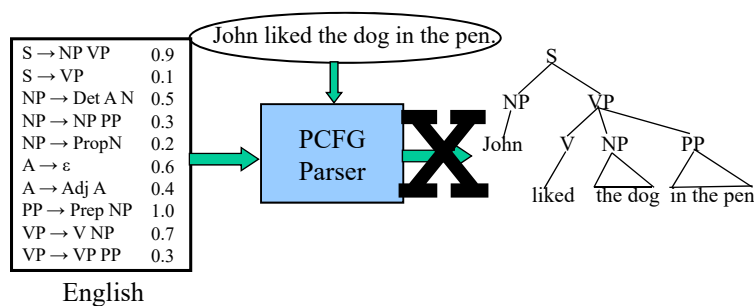 John liked the dog in the pen.
S → NP VP 0.9
S → VP 0.1
NP → Det A N 0.5
NP → NP PP 0.3
NP → PropN 0.2
A → ε 0.6
A → Adj A 0.4
PP → Prep NP 1.0
VP → V NP 0.7
VP → VP PP 0.3
English
PCFG
Parser
X
S
NP VP
John V NP PP
liked the dog in the pen